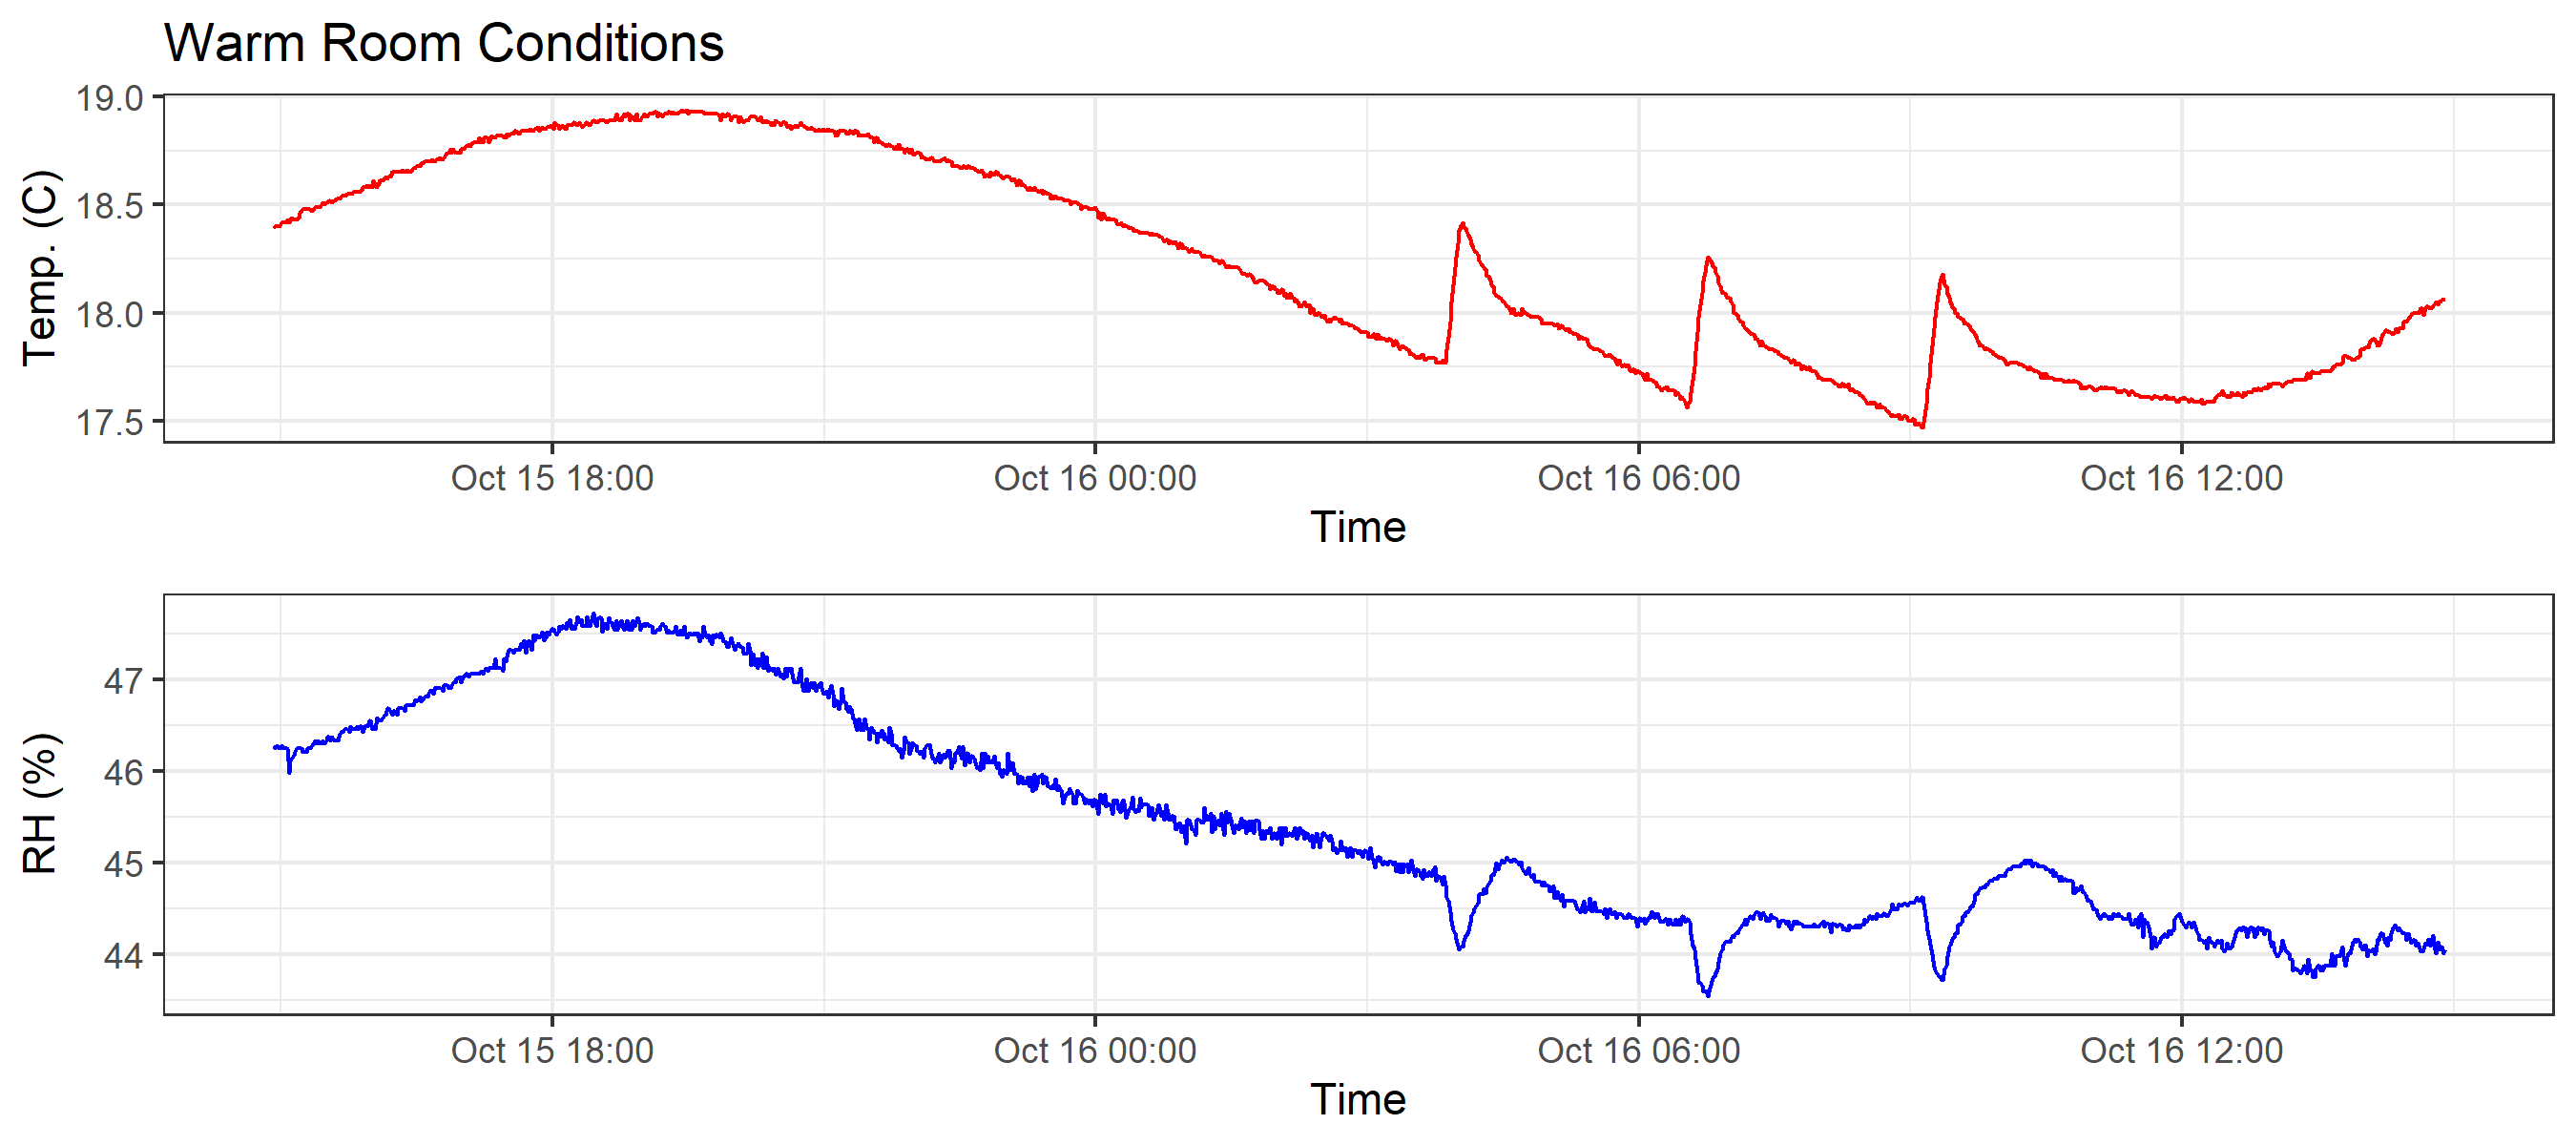 Warm Room Conditions
19.0
18.5
18.0
17.5
Temp. (C)
Oct 15 18:00 Oct 16 00:00 Oct 16 06:00 Oct 16 12:00
Time
47
46
45
44
RH (%)
Oct 15 18:00 Oct 16 00:00 Oct 16 06:00 Oct 16 12:00
Time